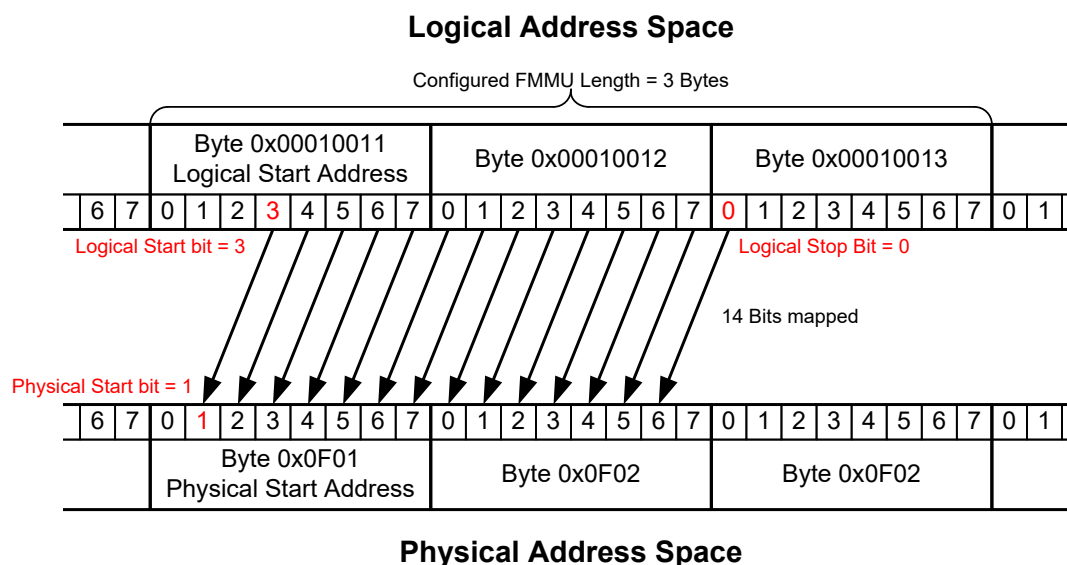 Logical Address Space
Configured FMMU Length = 3 Bytes
Byte 0x00010011
Logical Start Address
Byte 0x00010012
Byte 0x00010013
6 7 0 1 2 3 4 5 6 7 0 1 2 3 4 5 6 7 0 1 2 3 4 5 6 7 0 1
Logical Start bit = 3
Logical Stop Bit = 0
14 Bits mapped
Physical Start bit = 1
6 7 0 1 2 3 4 5 6 7 0 1 2 3 4 5 6 7 0 1 2 3 4 5 6 7 0 1
Byte 0x0F01
Physical Start Address
Byte 0x0F02
Byte 0x0F02
Physical Address Space